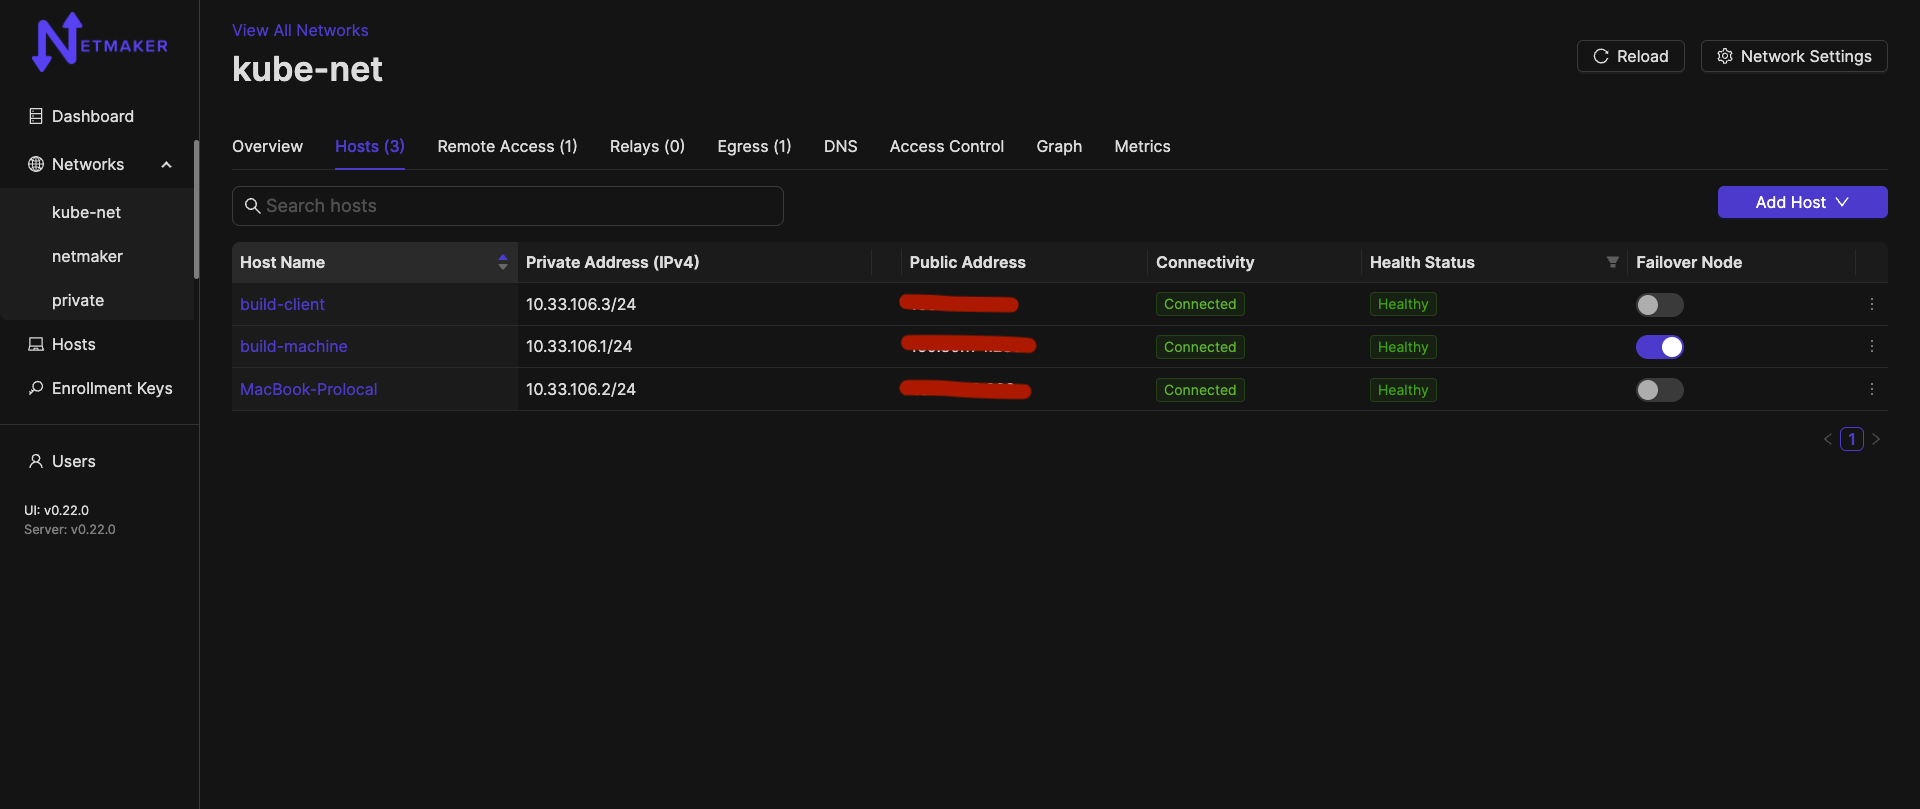 NETMAKER
Dashboard
Networks
kube-net
netmaker
private
Hosts
Enrollment Keys
Users
UI: v0.22.0
Server: v0.22.0
View All Networks
kube-net
Reload
Network Settings
Overview
Hosts (3)
Remote Access (1)
Relays (0)
Egress (1)
DNS
Access Control
Graph
Metrics
Search hosts
Add Host
Host Name Private Address (IPv4) Public Address Connectivity Health Status Failover Node
build-client 10.33.106.3/24 Connected Healthy
build-machine 10.33.106.1/24 Connected Healthy
MacBook-Prolocal 10.33.106.2/24 Connected Healthy
1